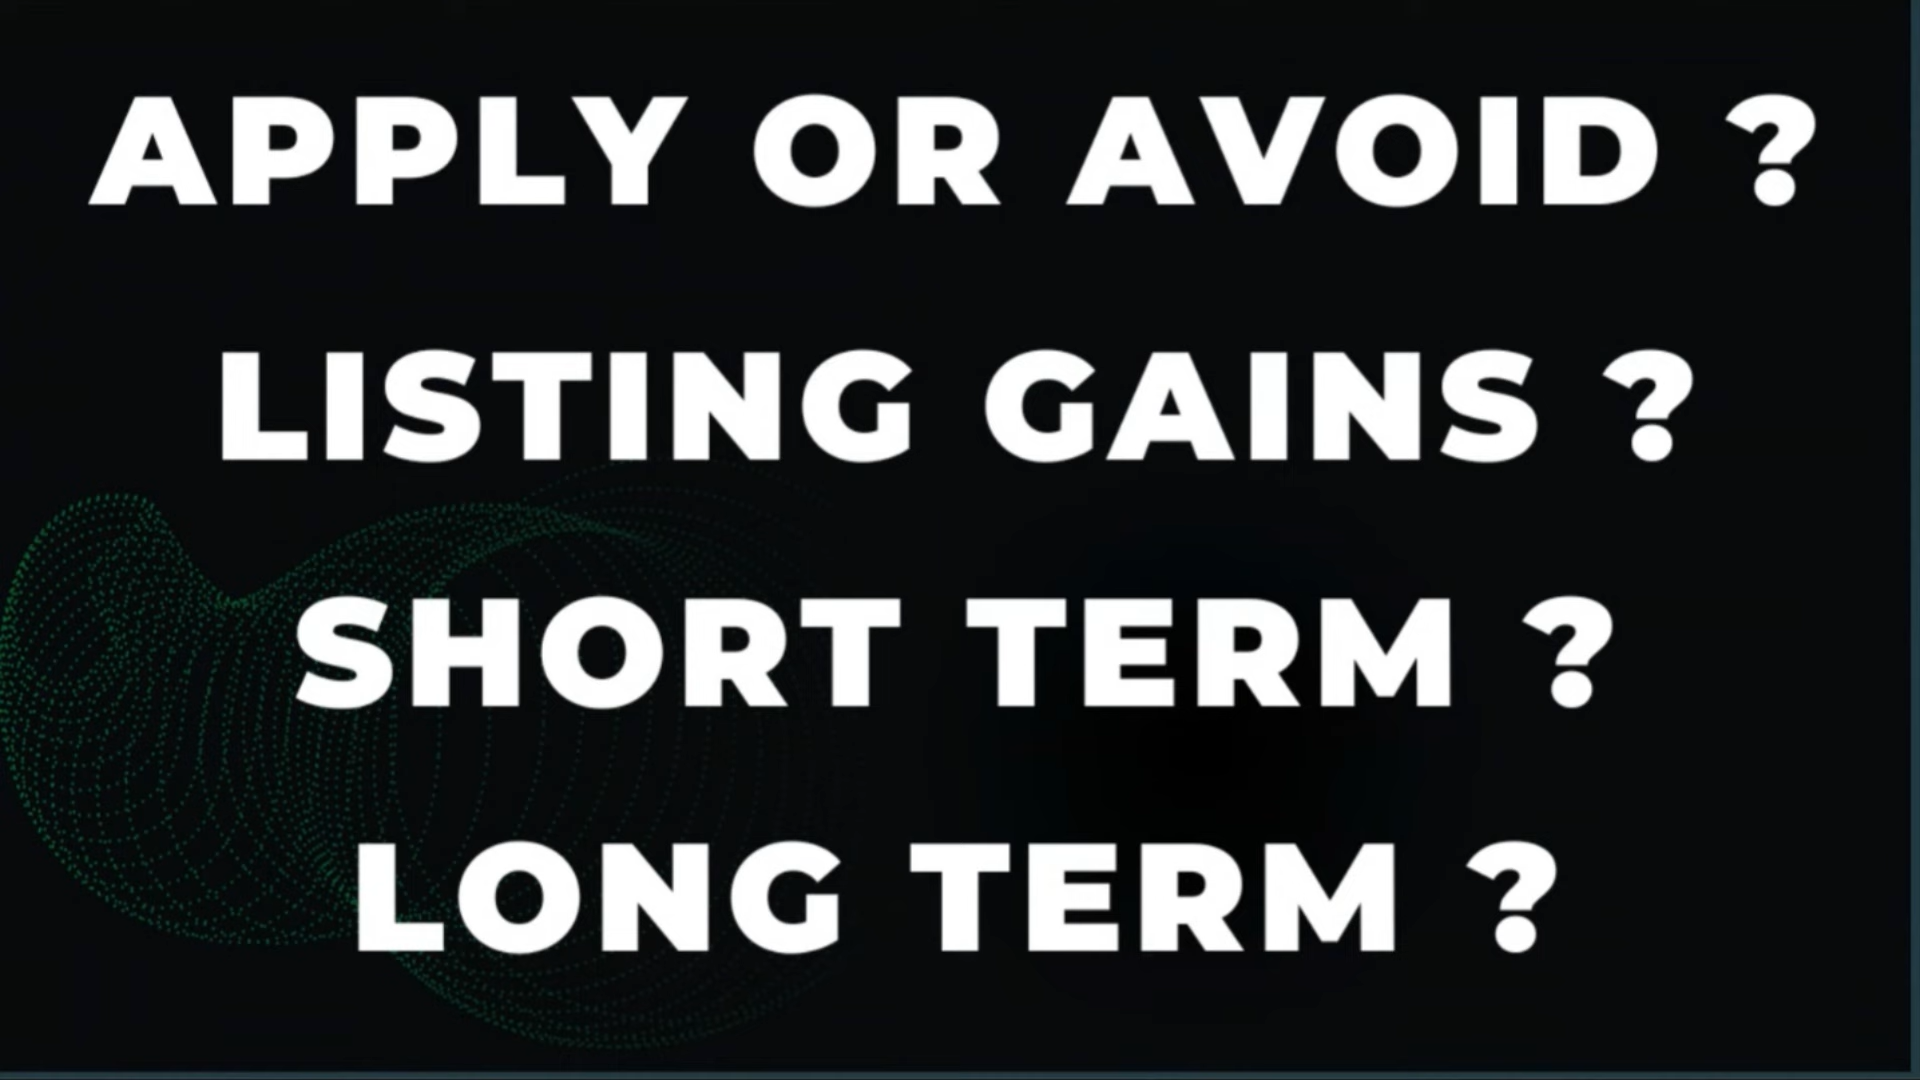 APPLY OR AVOID ?
LISTING GAINS ?
SHORT TERM ?
LONG TERM ?